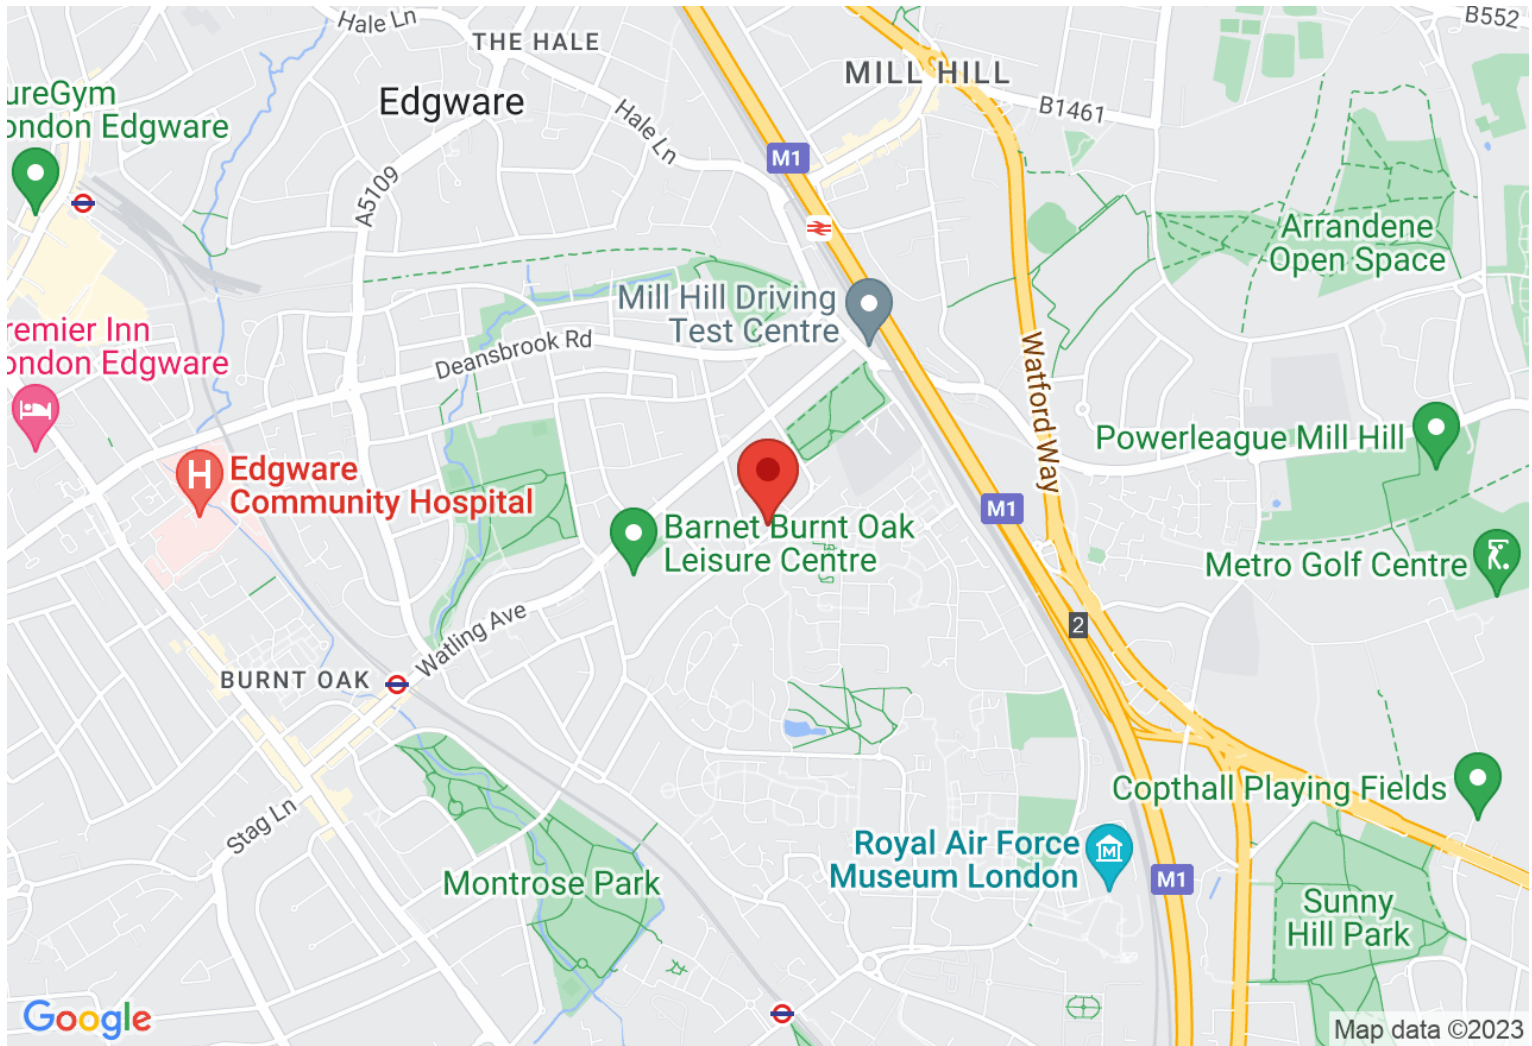 Hale Ln
THE HALE
B552
MILL HILL
ureGym
ondon Edgware
Edgware
B1461
Hale Ln
M1
A5109
Arrandene
Open Space
Mill Hill Driving
Test Centre
remier Inn
ondon Edgware
Deansbrook Rd
Watford Way
Powerleague Mill Hill
H
Edgware
Community Hospital
M1
Barnet Burnt Oak
Leisure Centre
Metro Golf Centre
2
Watling Ave
BURNT OAK
Copthall Playing Fields
Stag Ln
Royal Air Force
Museum London
M
M1
Montrose Park
Sunny
Hill Park
Google
Map data ©2023